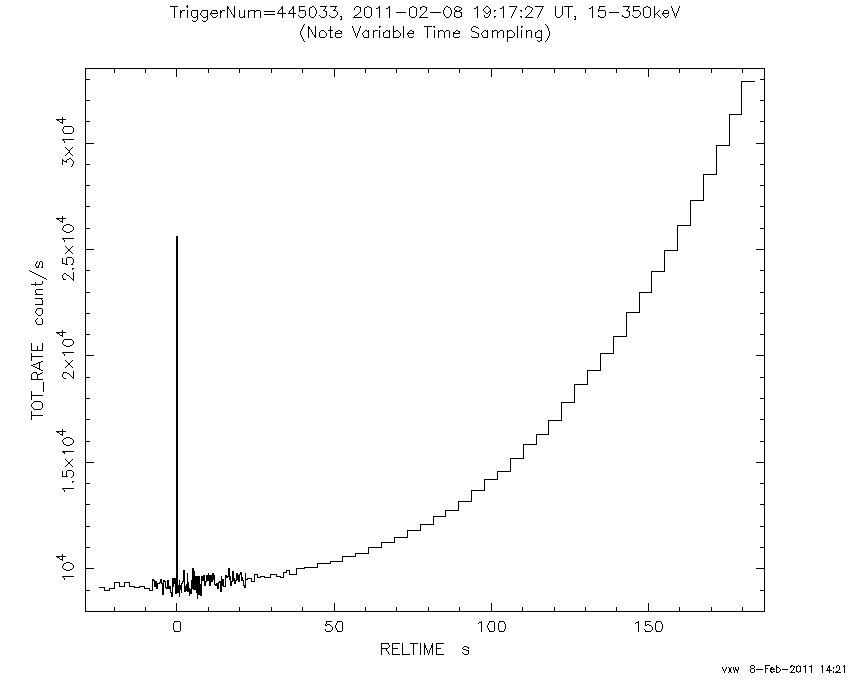 TriggerNum=445033, 2011-02-08 19:17:27 UT, 15-350keV
(Note Variable Time Sampling)
3×10⁴
2.5×10⁴
2×10⁴
1.5×10⁴
10⁴
TOT_RATE count/s
0 50 100 150
RELTIME s
vxw 8-Feb-2011 14:21